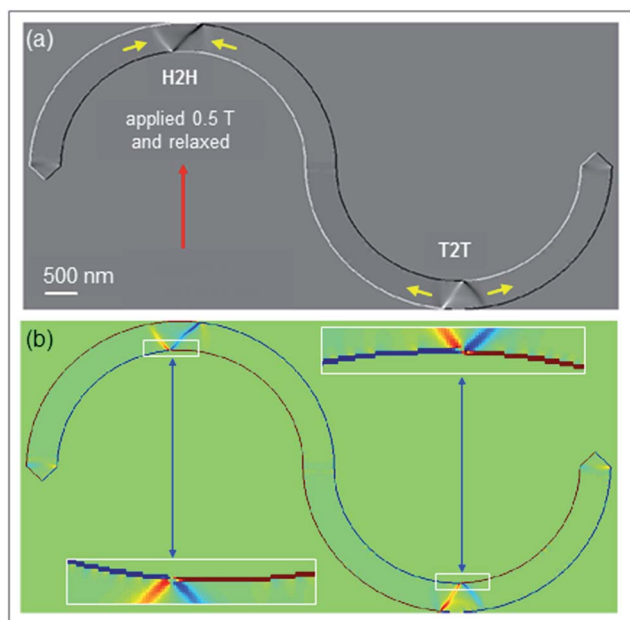 (a)
H2H
applied 0.5 T
and relaxed
T2T
500 nm
(b)